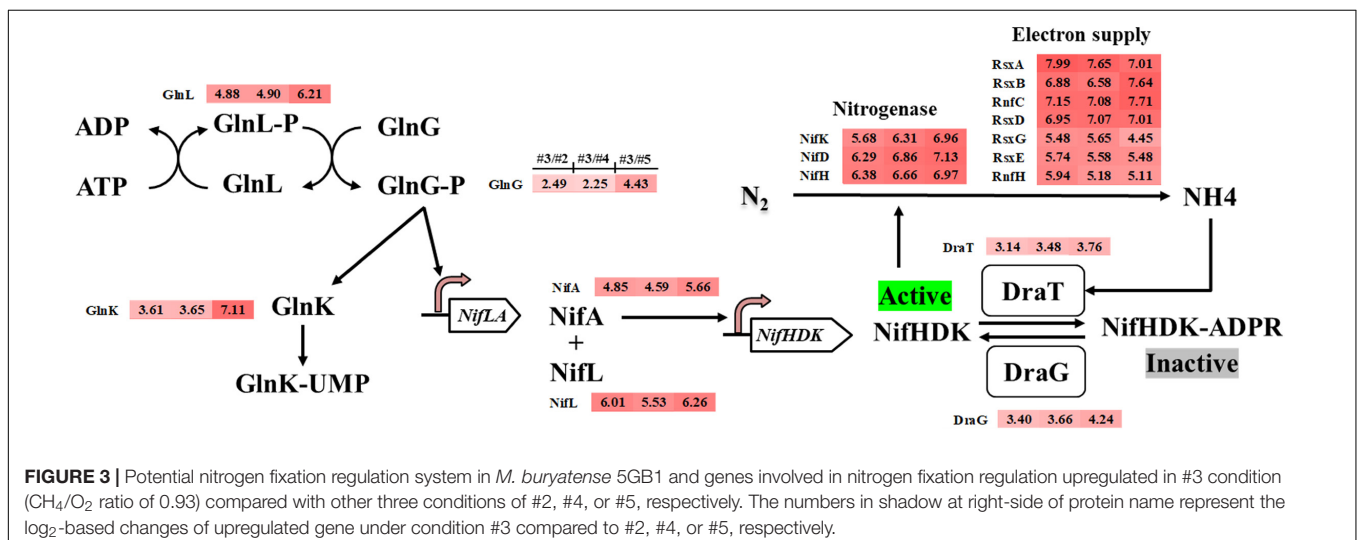 Electron supply
RsxA 7.99 7.65 7.01
RsxB 6.88 6.58 7.64
RnfC 7.15 7.08 7.71
RsxD 6.95 7.07 7.01
RsxG 5.48 5.65 4.45
RsxE 5.74 5.58 5.48
RnfH 5.94 5.18 5.11
Nitrogenase
NifK 5.68 6.31 6.96
NifD 6.29 6.86 7.13
NifH 6.38 6.66 6.97
GlnL 4.88 4.90 6.21
ADP GlnL-P GlnG
ATP GlnL GlnG-P
#3/#2 #3/#4 #3/#5
GlnG 2.49 2.25 4.43
N2 NH4
DraT 3.14 3.48 3.76
GlnK 3.61 3.65 7.11
GlnK
GlnK-UMP
NifLA
NifA 4.85 4.59 5.66
NifA
+
NifL
NifL 6.01 5.53 6.26
NifHDK
Active
NifHDK
DraT
DraG
NifHDK-ADPR
Inactive
DraG 3.40 3.66 4.24
FIGURE 3 | Potential nitrogen fixation regulation system in M. buryatense 5GB1 and genes involved in nitrogen fixation regulation upregulated in #3 condition
(CH4/O2 ratio of 0.93) compared with other three conditions of #2, #4, or #5, respectively. The numbers in shadow at right-side of protein name represent the
log2-based changes of upregulated gene under condition #3 compared to #2, #4, or #5, respectively.